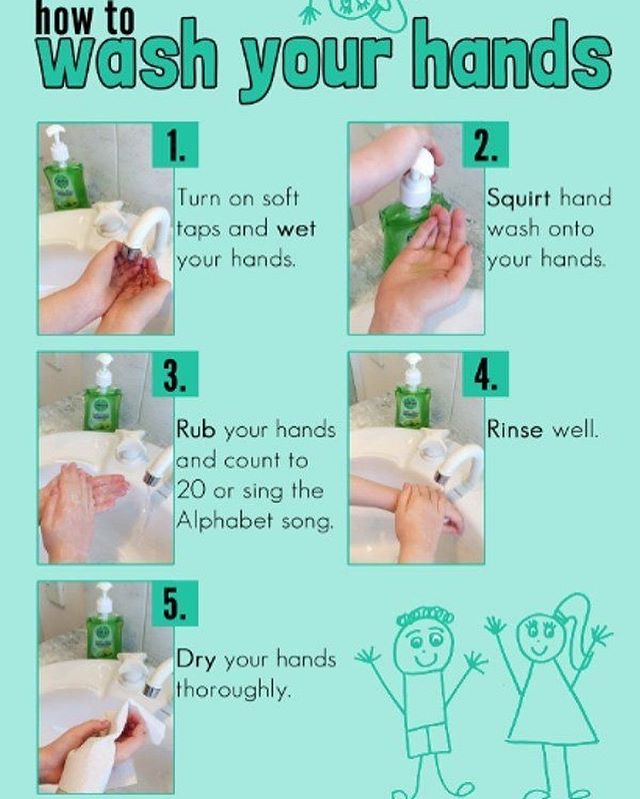 how to
wash your hands
1.
Turn on soft
taps and wet
your hands.
2.
Squirt hand
wash onto
your hands.
3.
Rub your hands
and count to
20 or sing the
Alphabet song.
4.
Rinse well.
5.
Dry your hands
thoroughly.